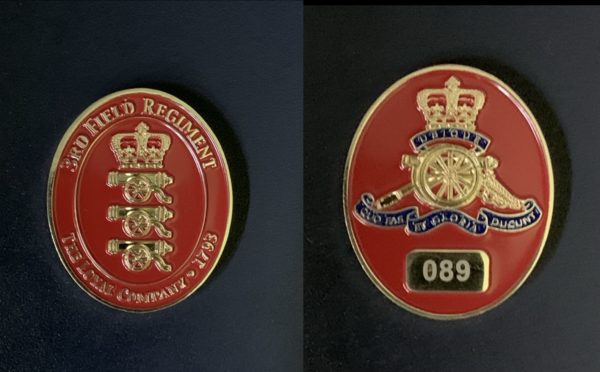 3RD FIELD REGIMENT
THE LOYAL COMPANY • 1793
UBIQUE
QUO FAS ET GLORIA DUCUNT
089